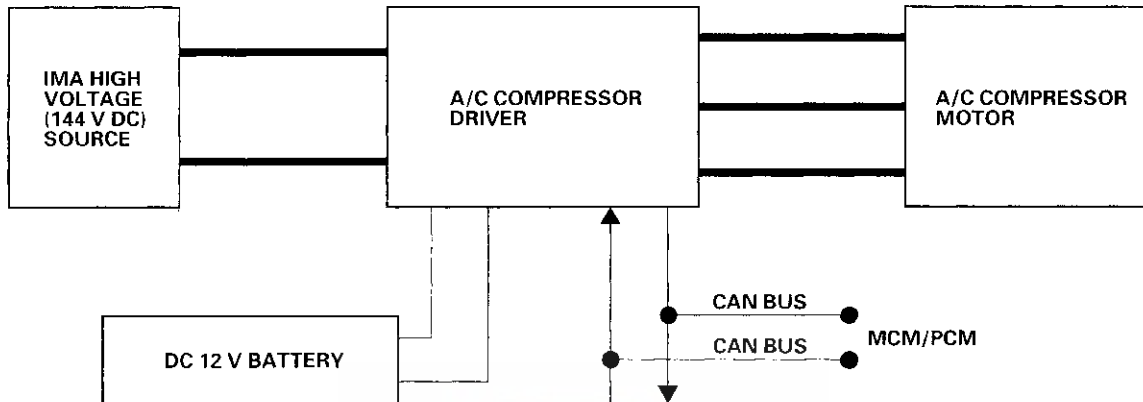 IMA HIGH
VOLTAGE
(144 V DC)
SOURCE
A/C COMPRESSOR
DRIVER
A/C COMPRESSOR
MOTOR
CAN BUS
MCM/PCM
CAN BUS
DC 12 V BATTERY